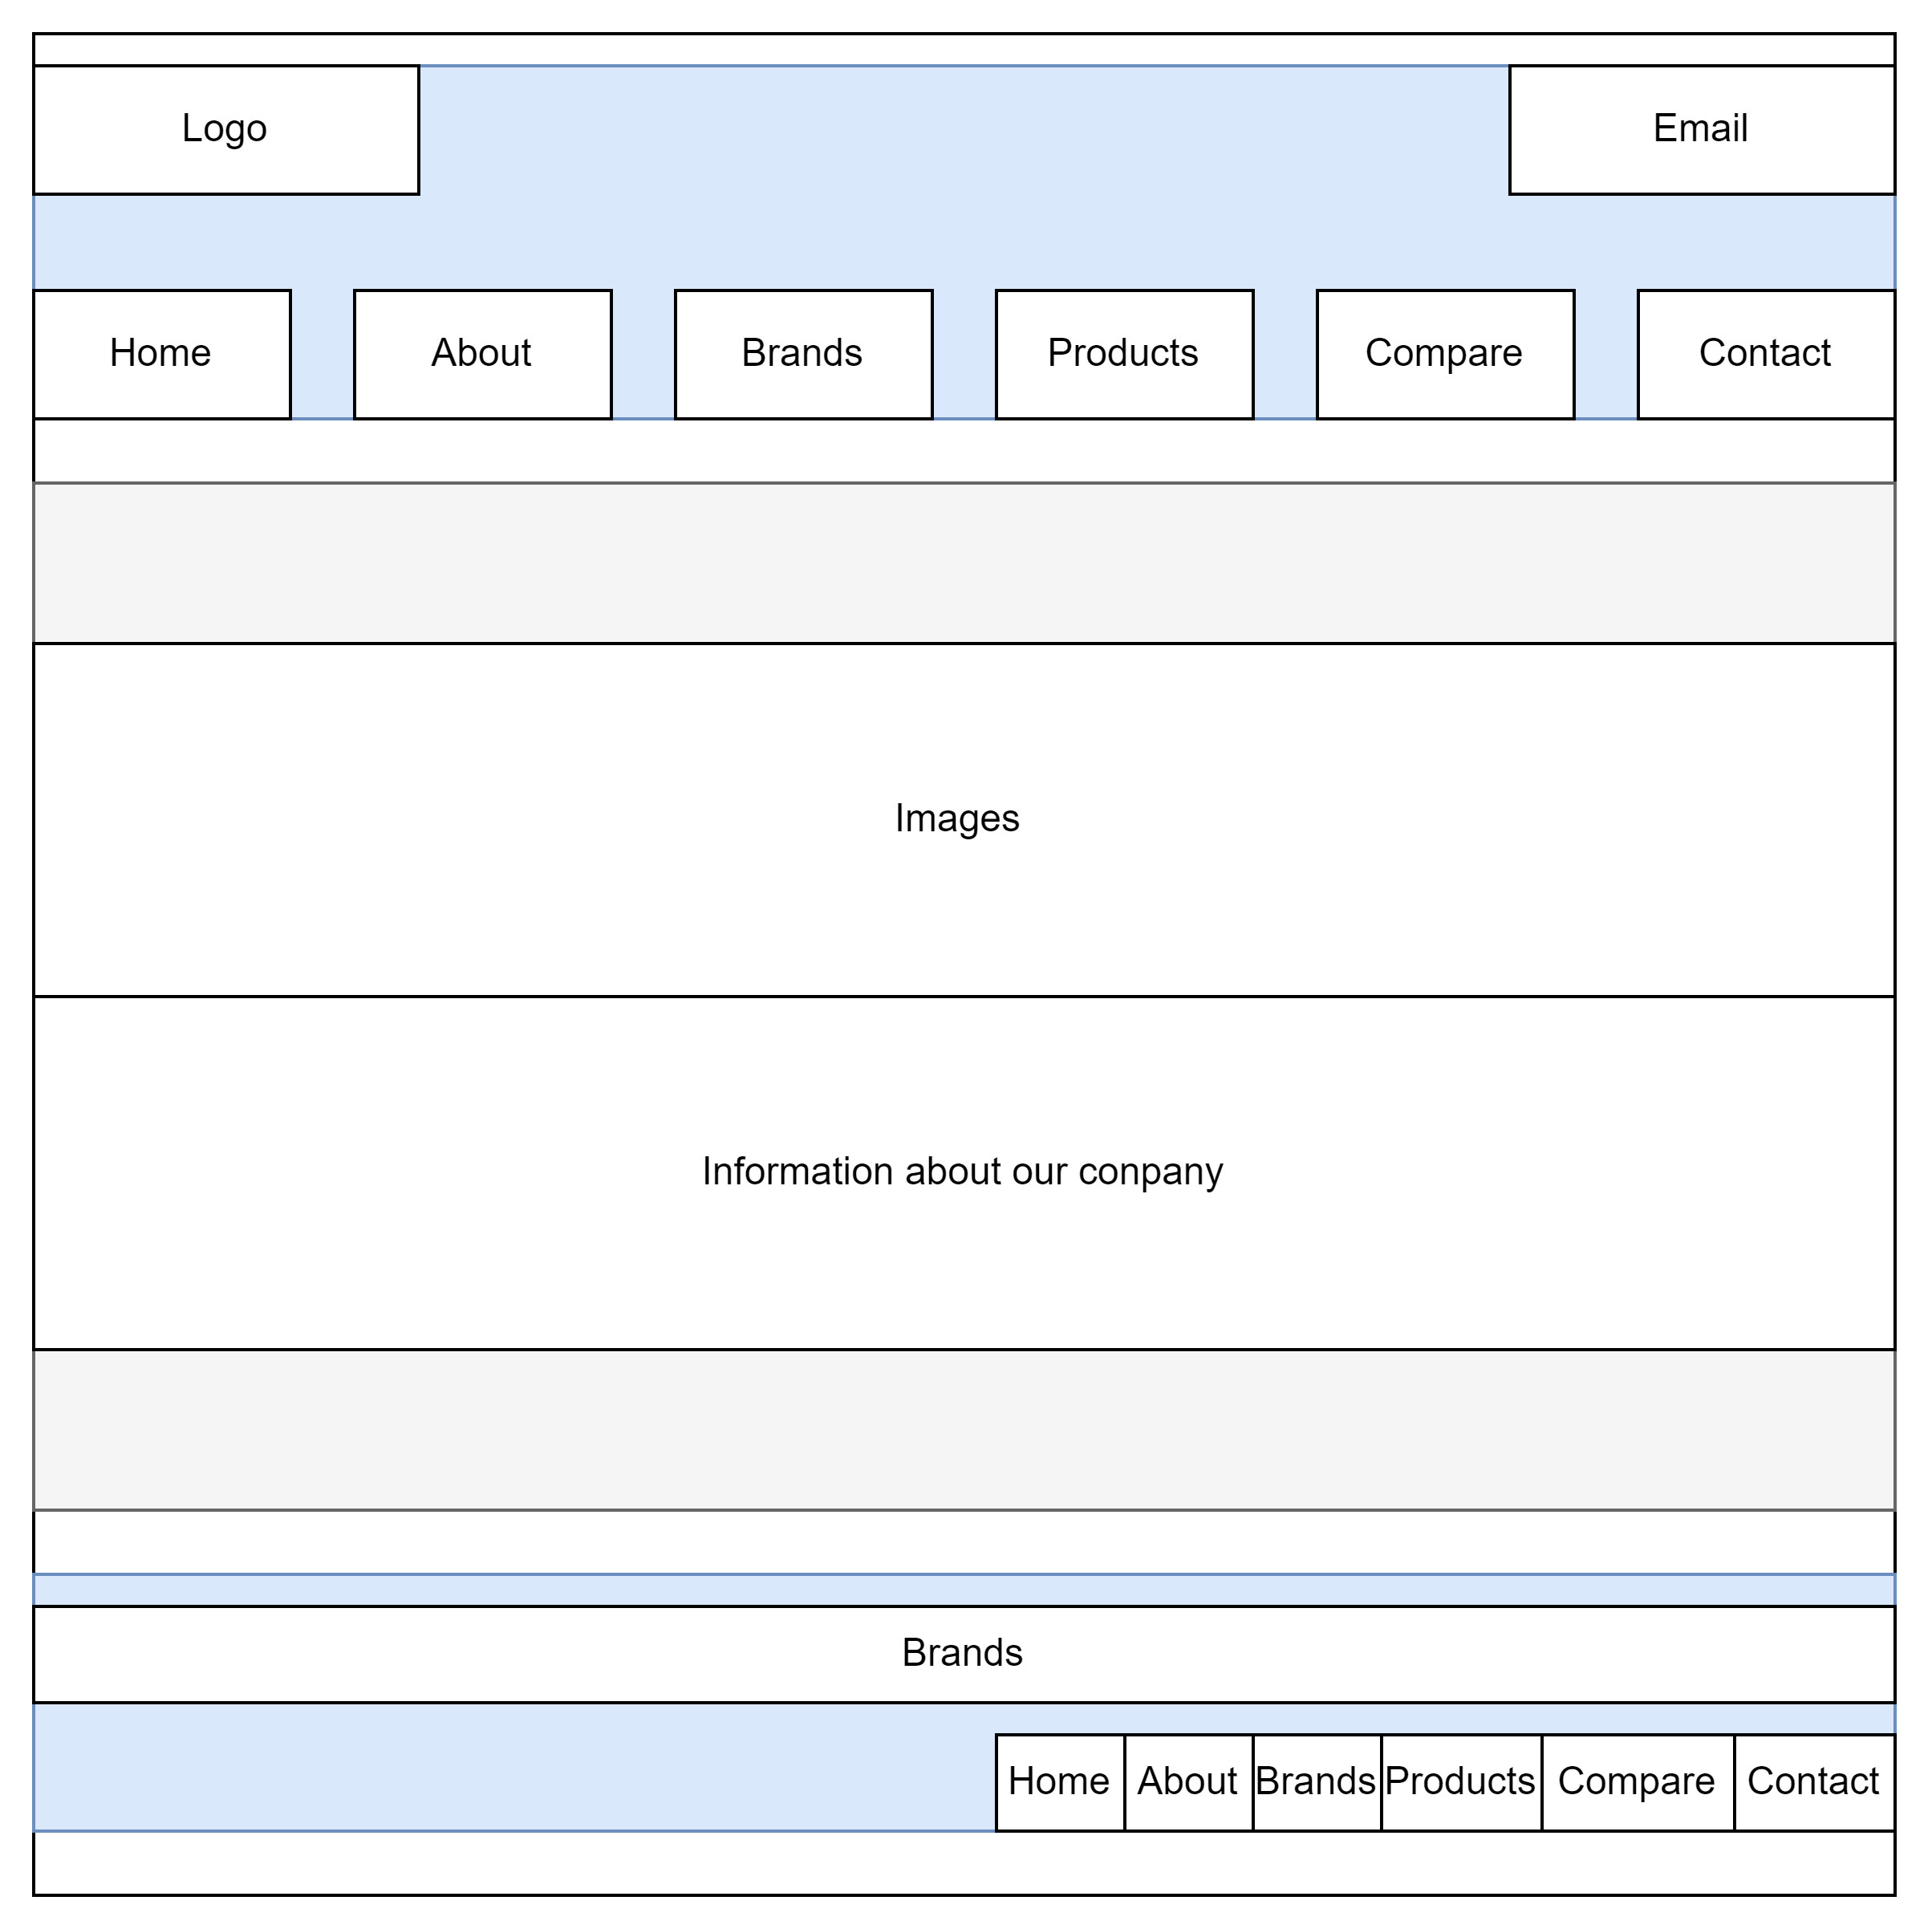 Logo
Email
Home
About
Brands
Products
Compare
Contact
Images
Information about our conpany
Brands
Home
About
Brands
Products
Compare
Contact